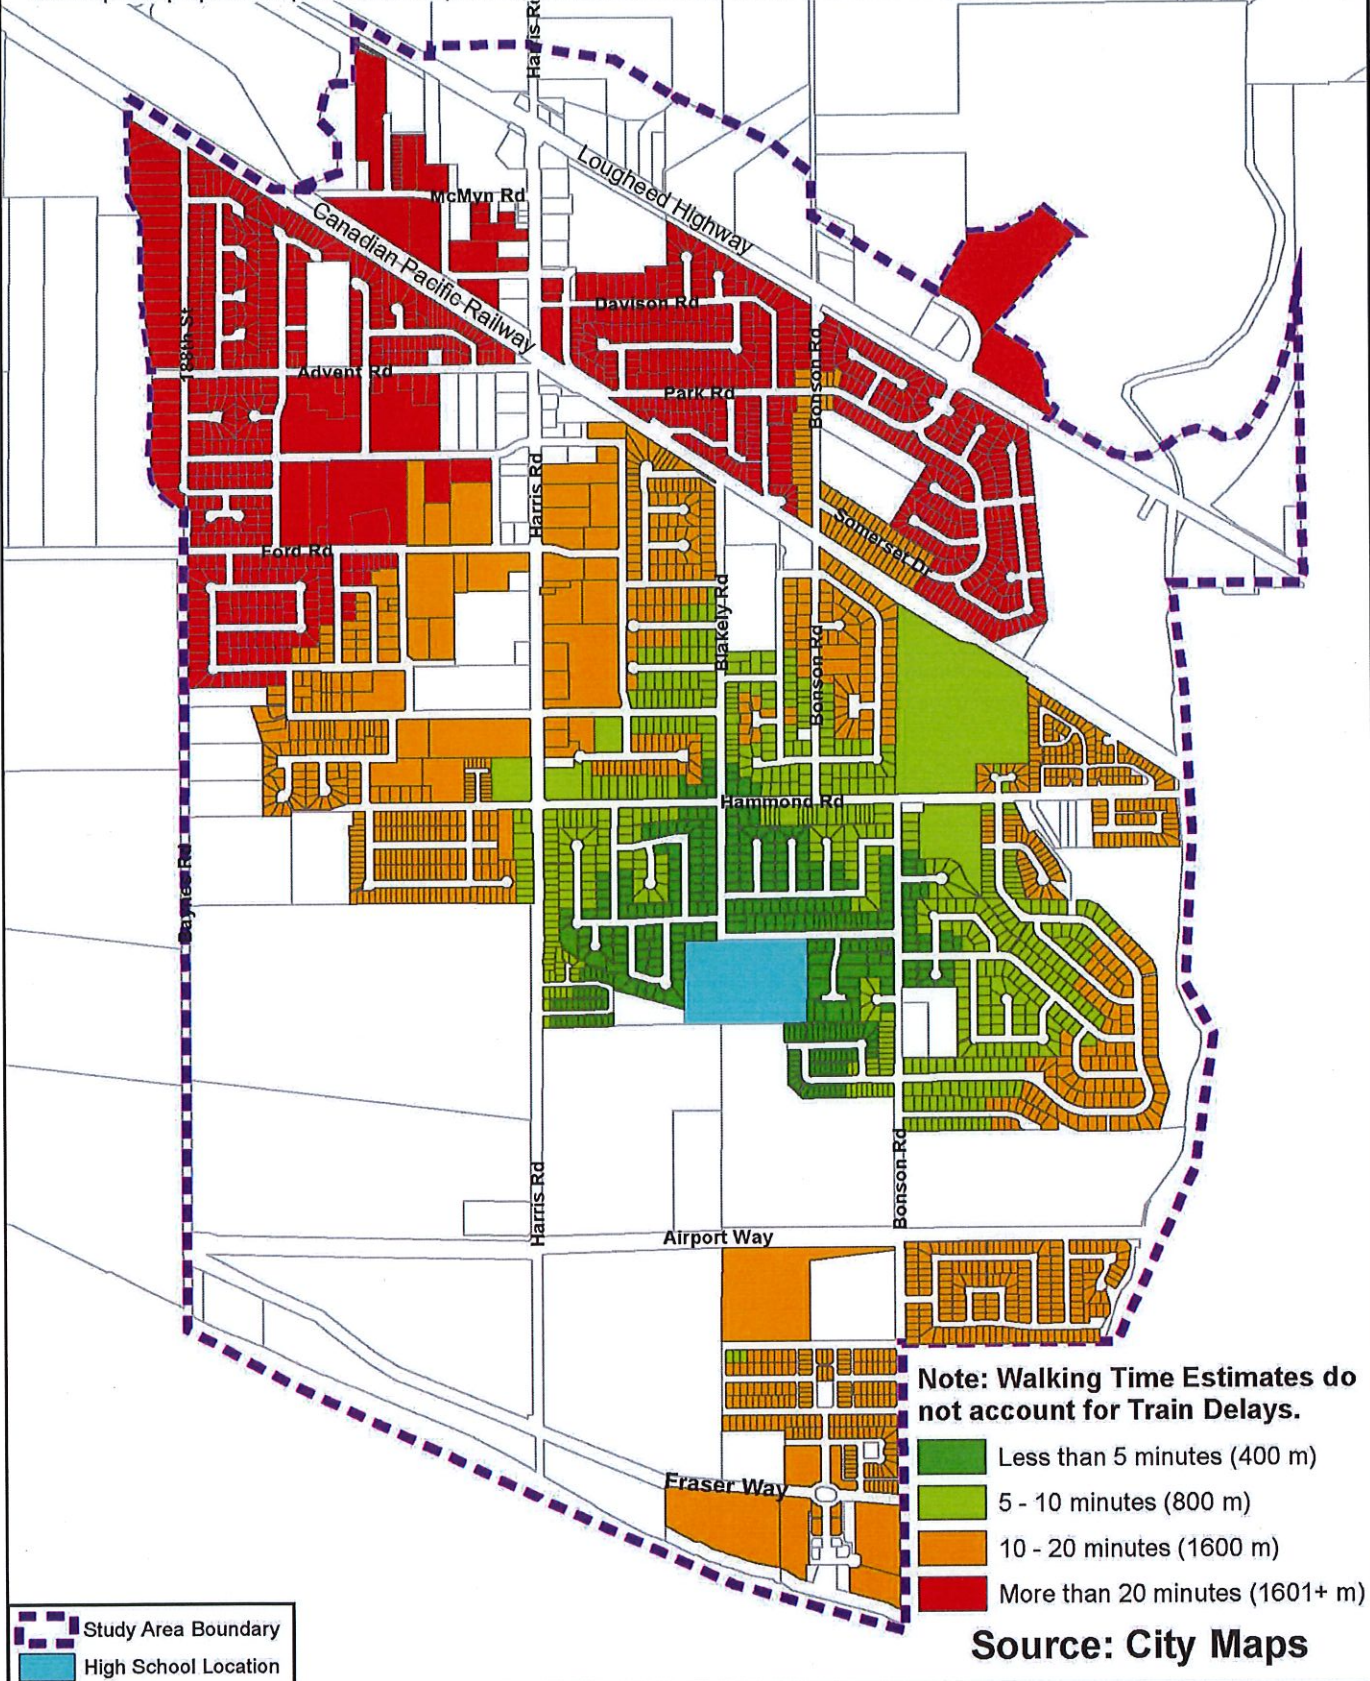 Harris Rd
Lougheed Highway
McMyn Rd
Canadian Pacific Railway
Davison Rd
188th St
Bonson Rd
Advent Rd
Park Rd
Harris Rd
Somerset Dr
Ford Rd
Blakely Rd
Bonson Rd
Hammond Rd
Baynes Rd
Bonson Rd
Harris Rd
Airport Way
Fraser Way
Note: Walking Time Estimates do
not account for Train Delays.
Less than 5 minutes (400 m)
5 - 10 minutes (800 m)
10 - 20 minutes (1600 m)
More than 20 minutes (1601+ m)
Source: City Maps
Study Area Boundary
High School Location